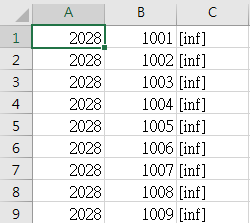 A B C
1 2028 1001 [inf]
2 2028 1002 [inf]
3 2028 1003 [inf]
4 2028 1004 [inf]
5 2028 1005 [inf]
6 2028 1006 [inf]
7 2028 1007 [inf]
8 2028 1008 [inf]
9 2028 1009 [inf]